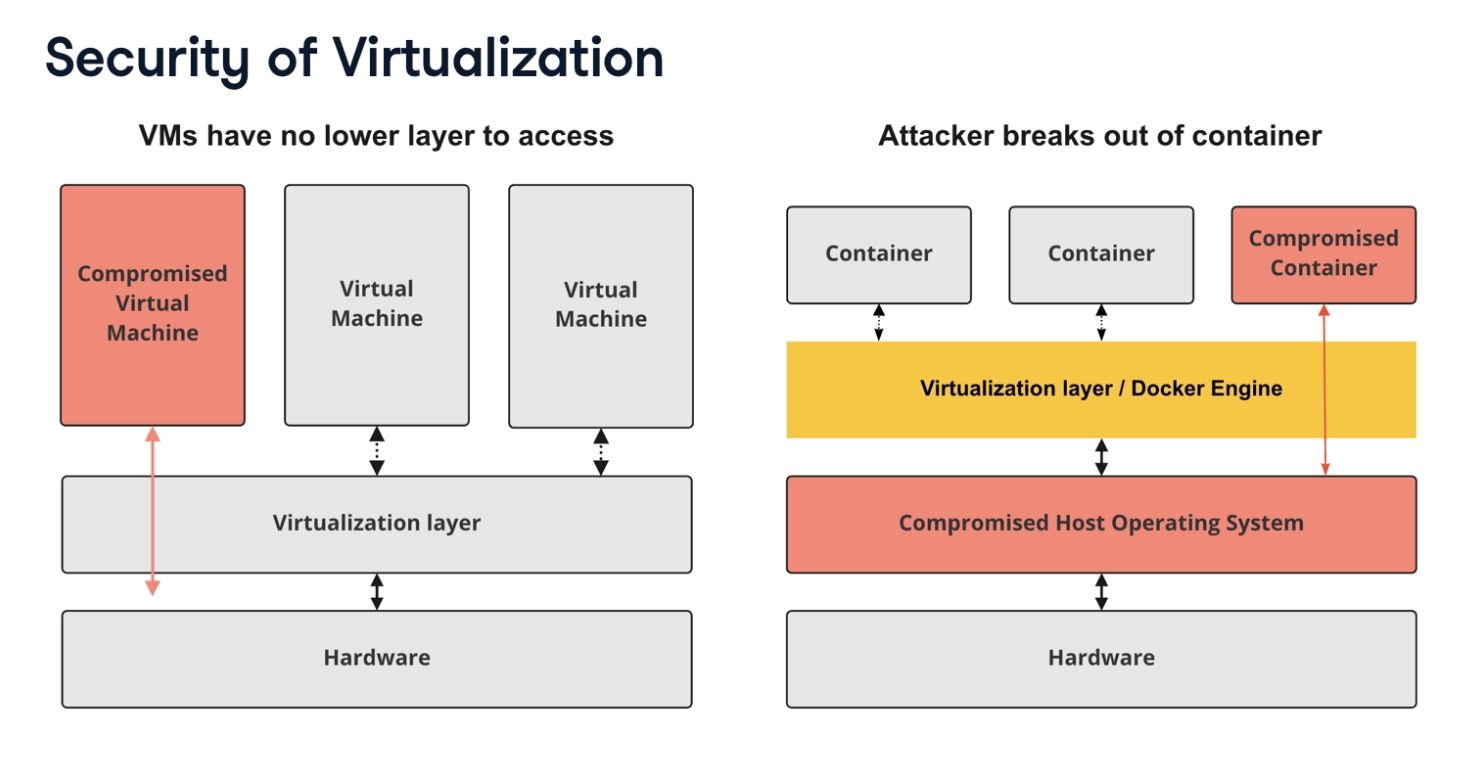 Security of Virtualization
VMs have no lower layer to access
Compromised
Virtual
Machine
Virtual
Machine
Virtual
Machine
Virtualization layer
Hardware
Attacker breaks out of container
Container
Container
Compromised
Container
Virtualization layer / Docker Engine
Compromised Host Operating System
Hardware